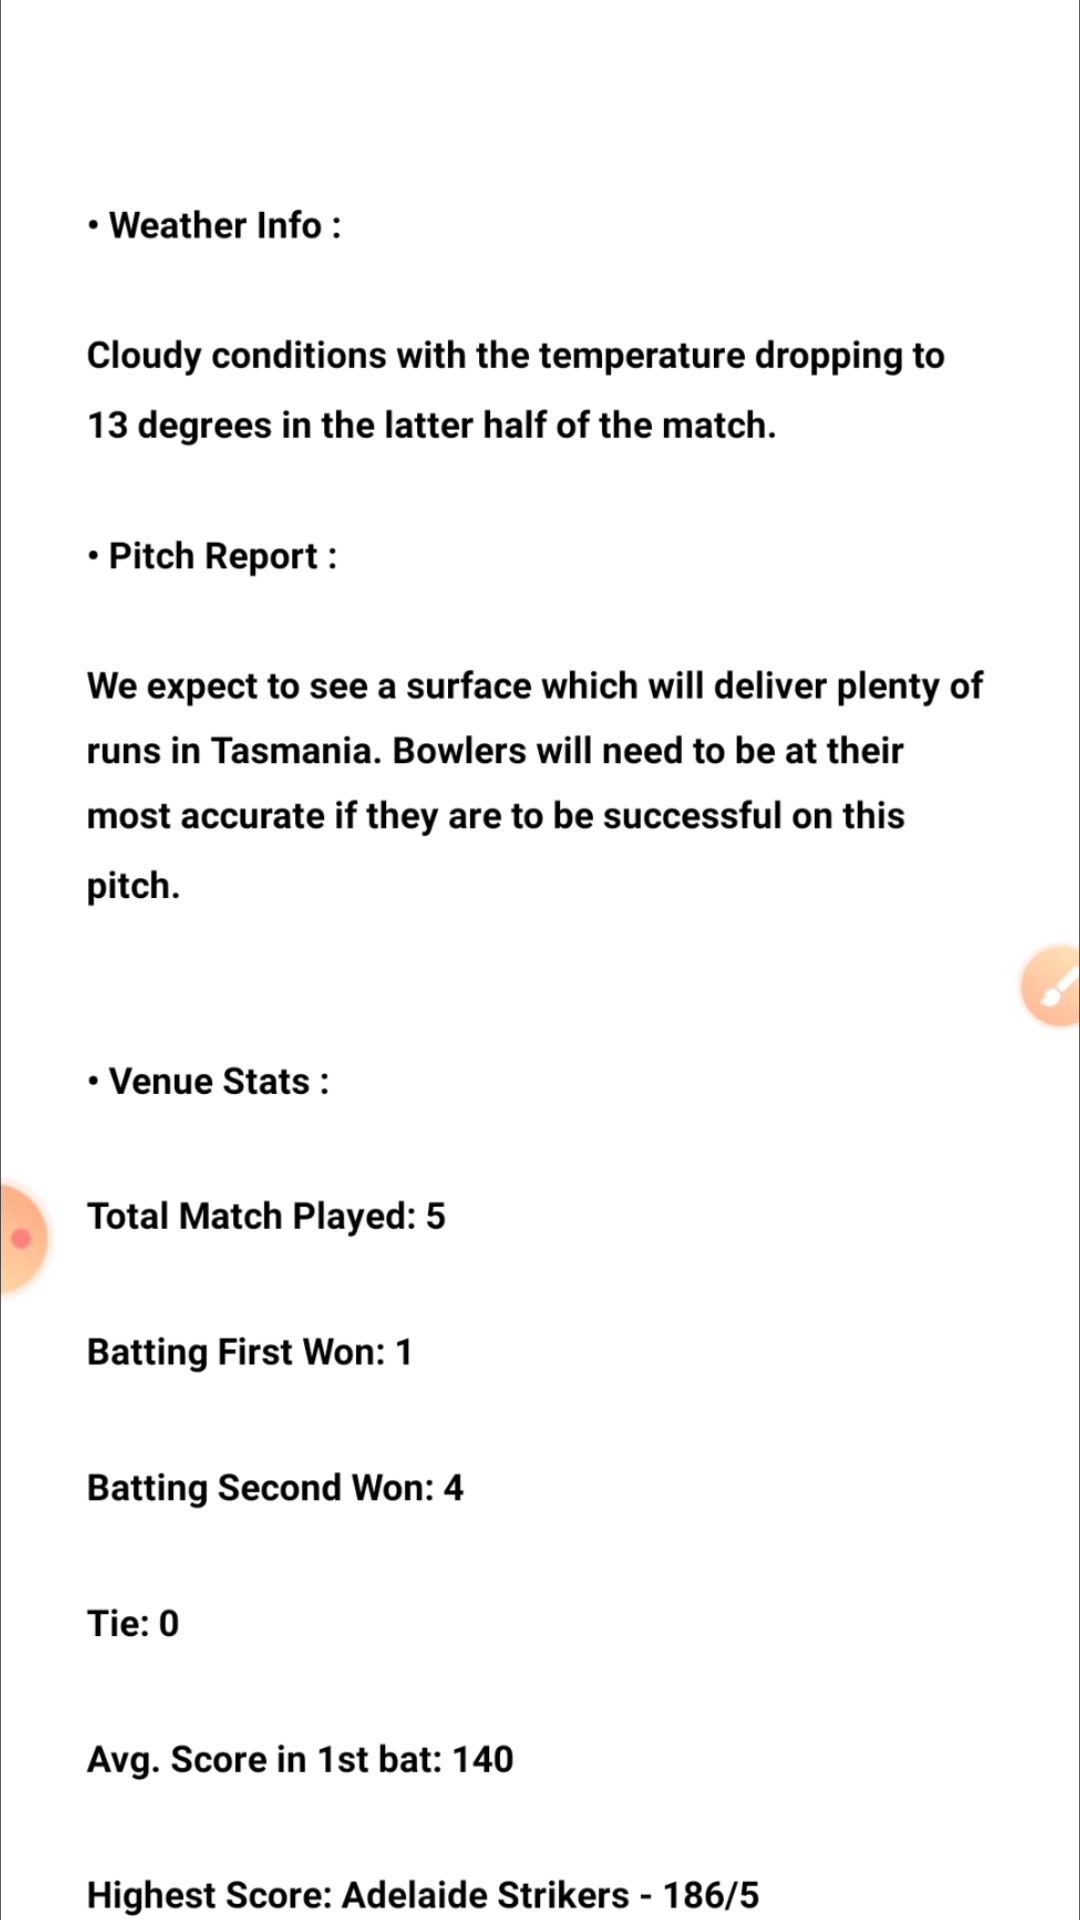 • Weather Info :
Cloudy conditions with the temperature dropping to
13 degrees in the latter half of the match.
• Pitch Report :
We expect to see a surface which will deliver plenty of
runs in Tasmania. Bowlers will need to be at their
most accurate if they are to be successful on this
pitch.
• Venue Stats :
Total Match Played: 5
Batting First Won: 1
Batting Second Won: 4
Tie: 0
Avg. Score in 1st bat: 140
Highest Score: Adelaide Strikers - 186/5